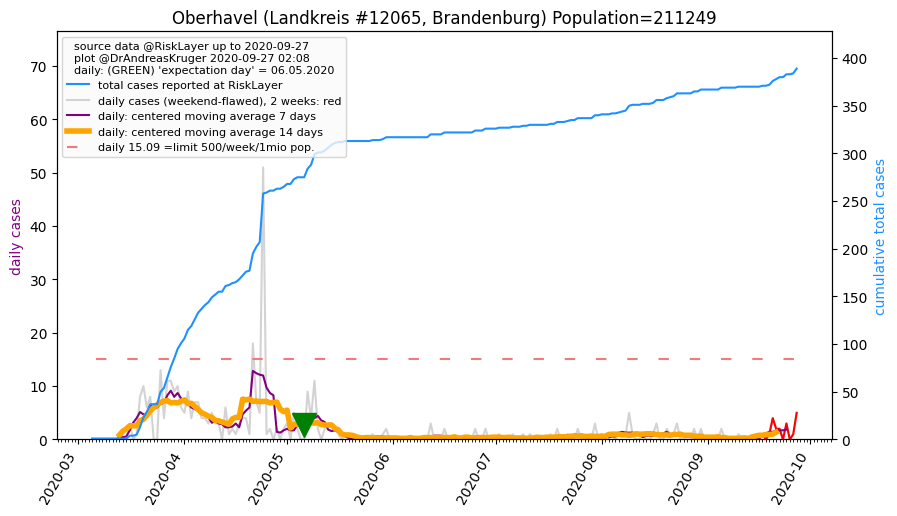 Oberhavel (Landkreis #12065, Brandenburg) Population=211249
source data @RiskLayer up to 2020-09-27
plot @DrAndreasKruger 2020-09-27 02:08
daily: (GREEN) 'expectation day' = 06.05.2020
total cases reported at RiskLayer
daily cases (weekend-flawed), 2 weeks: red
daily: centered moving average 7 days
daily: centered moving average 14 days
daily 15.09 =limit 500/week/1mio pop.
daily cases
70
60
50
40
30
20
10
0
cumulative total cases
400
350
300
250
200
150
100
50
0
2020-03
2020-04
2020-05
2020-06
2020-07
2020-08
2020-09
2020-10